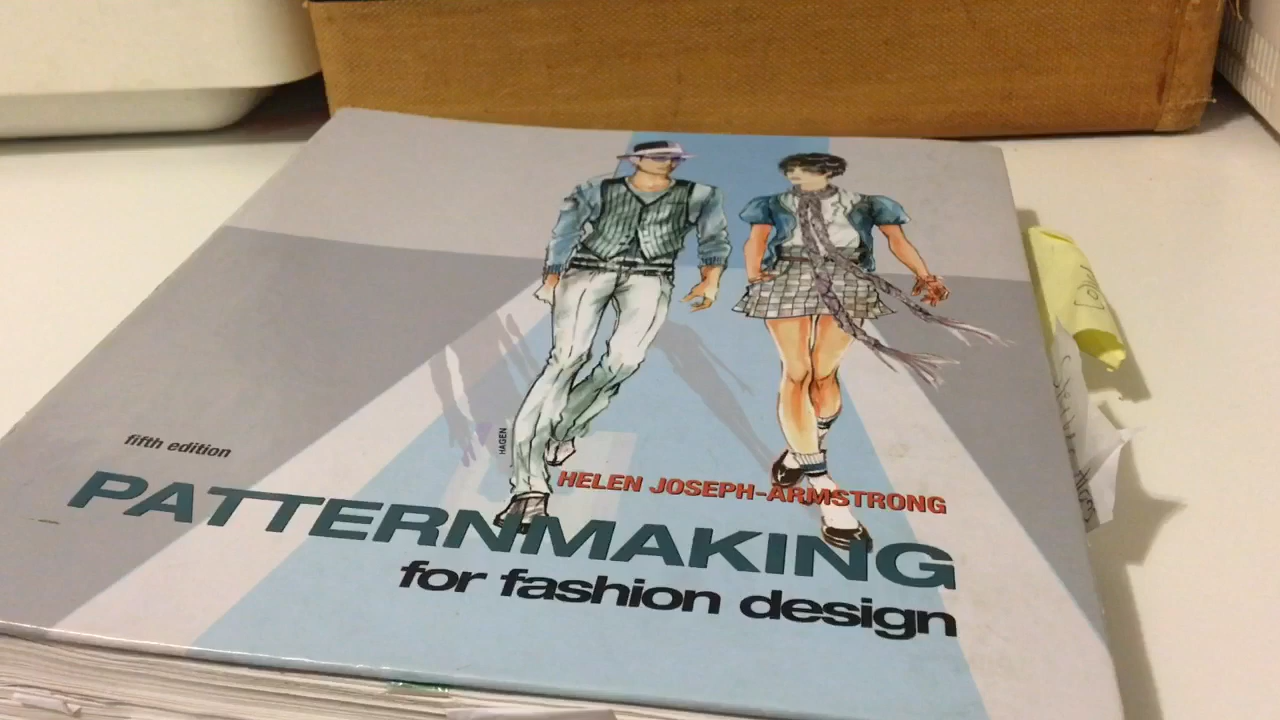 fifth edition
HAGEN
HELEN JOSEPH-ARMSTRONG
PATTERNMAKING
for fashion design